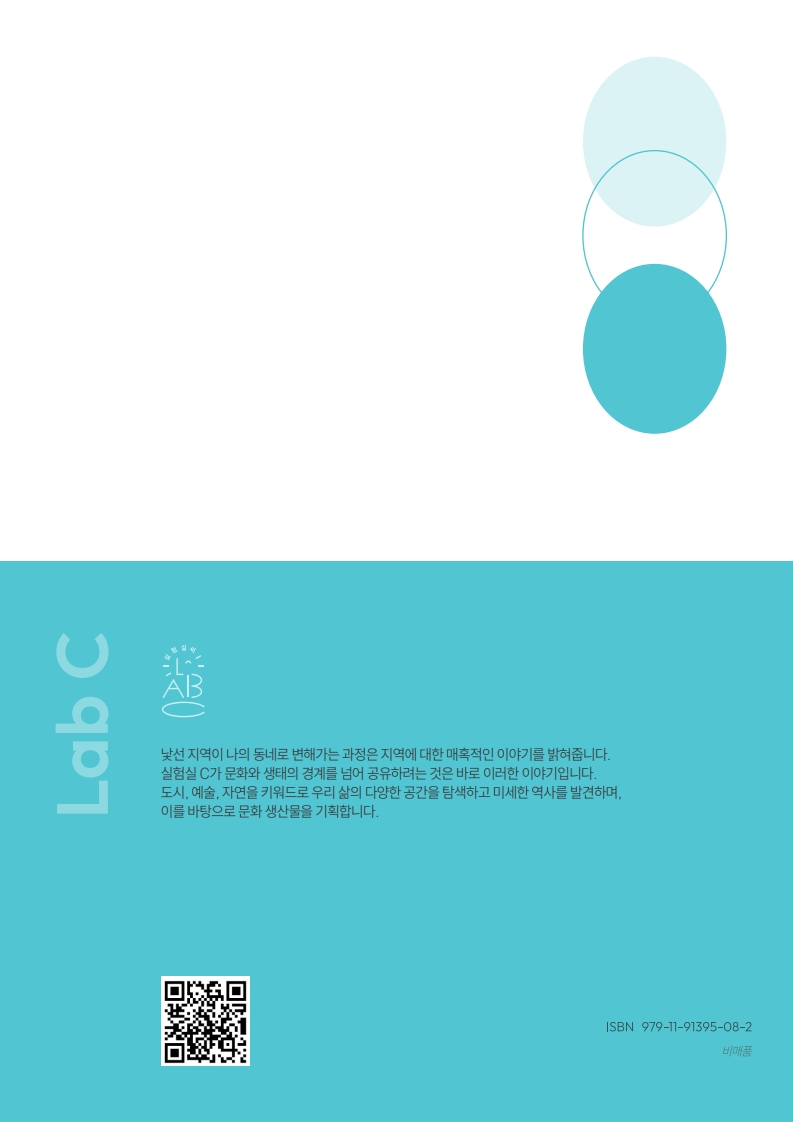 Lab C
실험실 씨
LAB
낯선 지역이 나의 동네로 변해가는 과정은 지역에 대한 매혹적인 이야기를 밝혀줍니다.
실험실 C가 문화와 생태의 경계를 넘어 공유하려는 것은 바로 이러한 이야기입니다.
도시, 예술, 자연을 키워드로 우리 삶의 다양한 공간을 탐색하고 미세한 역사를 발견하며,
이를 바탕으로 문화 생산물을 기획합니다.
ISBN 979-11-91395-08-2
비매품